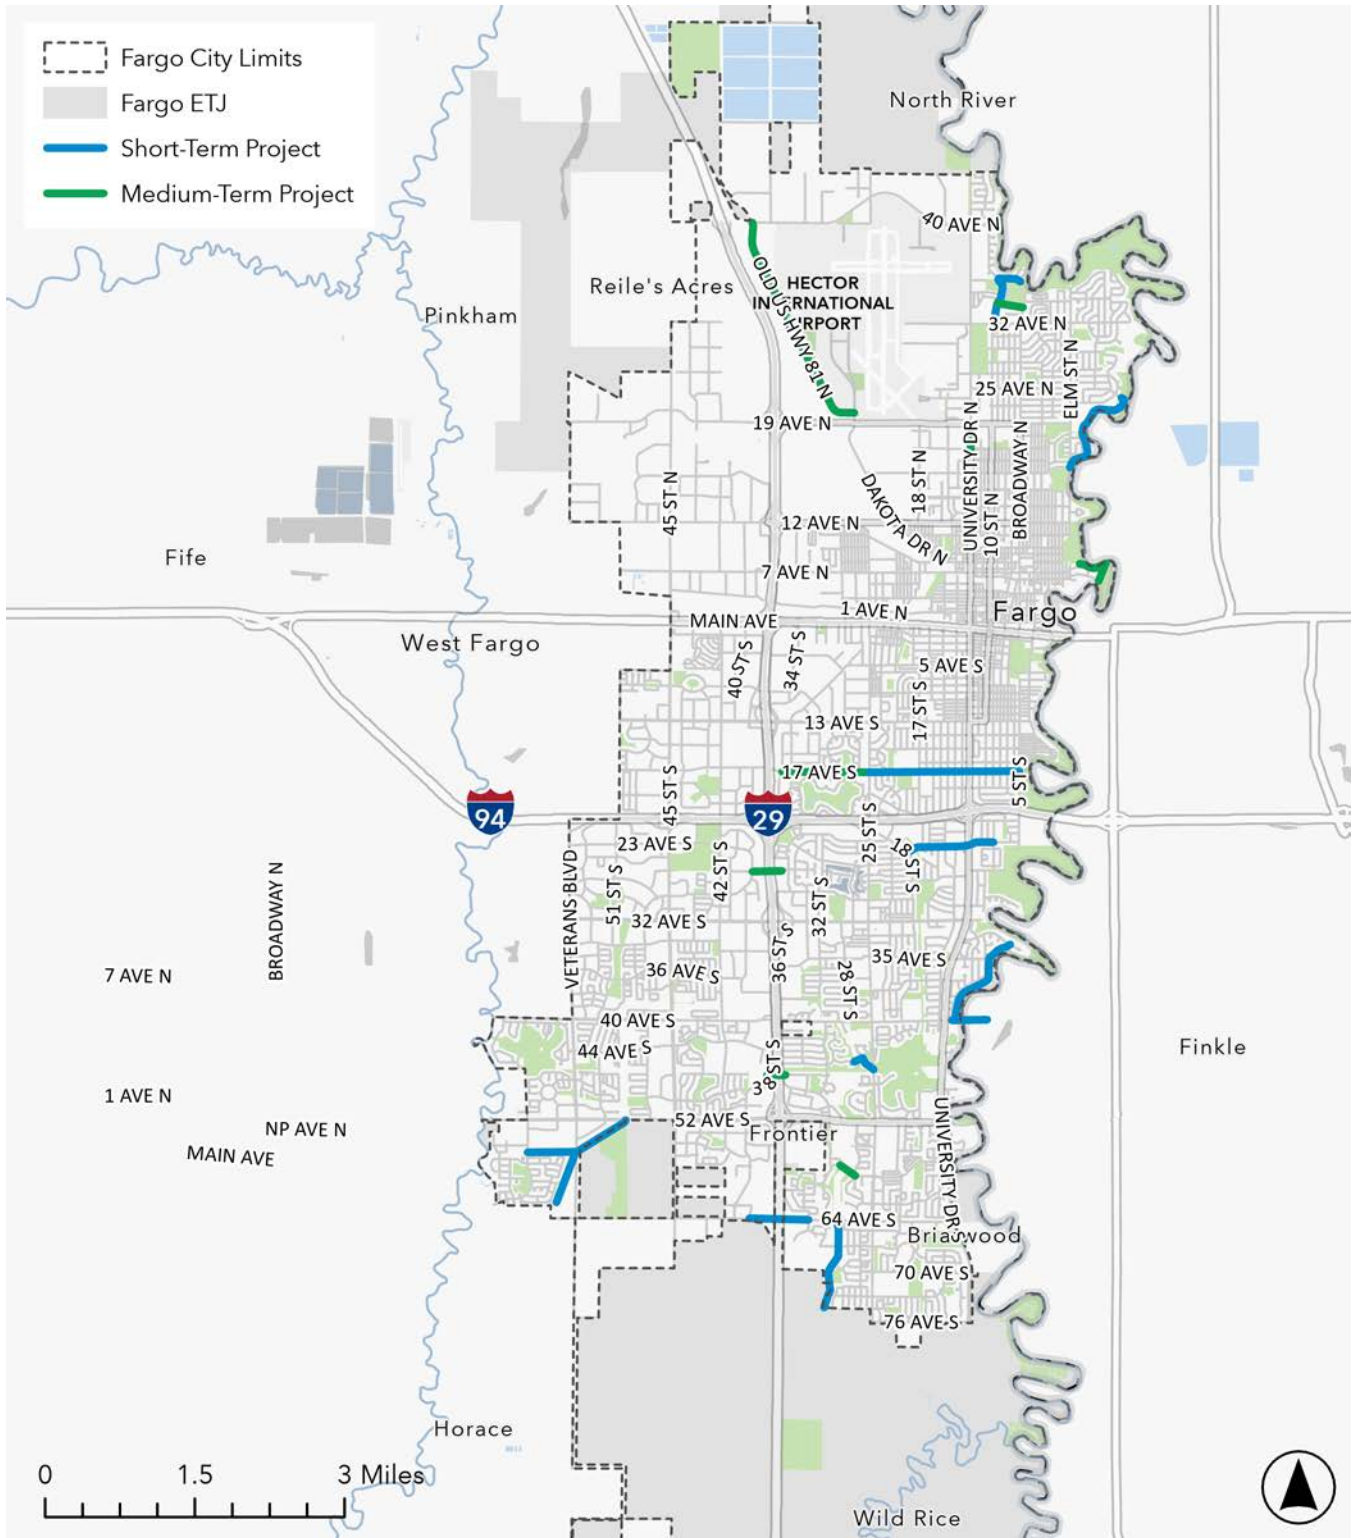 Fargo City Limits
Fargo ETJ
Short-Term Project
Medium-Term Project
North River
40 AVE N
Reile's Acres
OLD US HWY 81 N
HECTOR
INTERNATIONAL
AIRPORT
Pinkham
32 AVE N
ELM ST N
25 AVE N
19 AVE N
UNIVERSITY DR N
BROADWAY N
45 ST N
18 ST N
DAKOTA DR N
10 ST N
12 AVE N
Fife
7 AVE N
1 AVE N
Fargo
MAIN AVE
West Fargo
40 ST S
34 ST S
5 AVE S
17 ST S
13 AVE S
17 AVE S
5 ST S
45 ST S
94
29
23 AVE S
25 ST S
18 ST S
42 ST S
VETERANS BLVD
51 ST S
32 ST S
BROADWAY N
32 AVE S
36 ST S
35 AVE S
7 AVE N
36 AVE S
28 ST S
40 AVE S
44 AVE S
Finkle
38 ST S
1 AVE N
52 AVE S
NP AVE N
Frontier
UNIVERSITY DR S
MAIN AVE
64 AVE S
Briarwood
70 AVE S
76 AVE S
Horace
0 1.5 3 Miles
Wild Rice